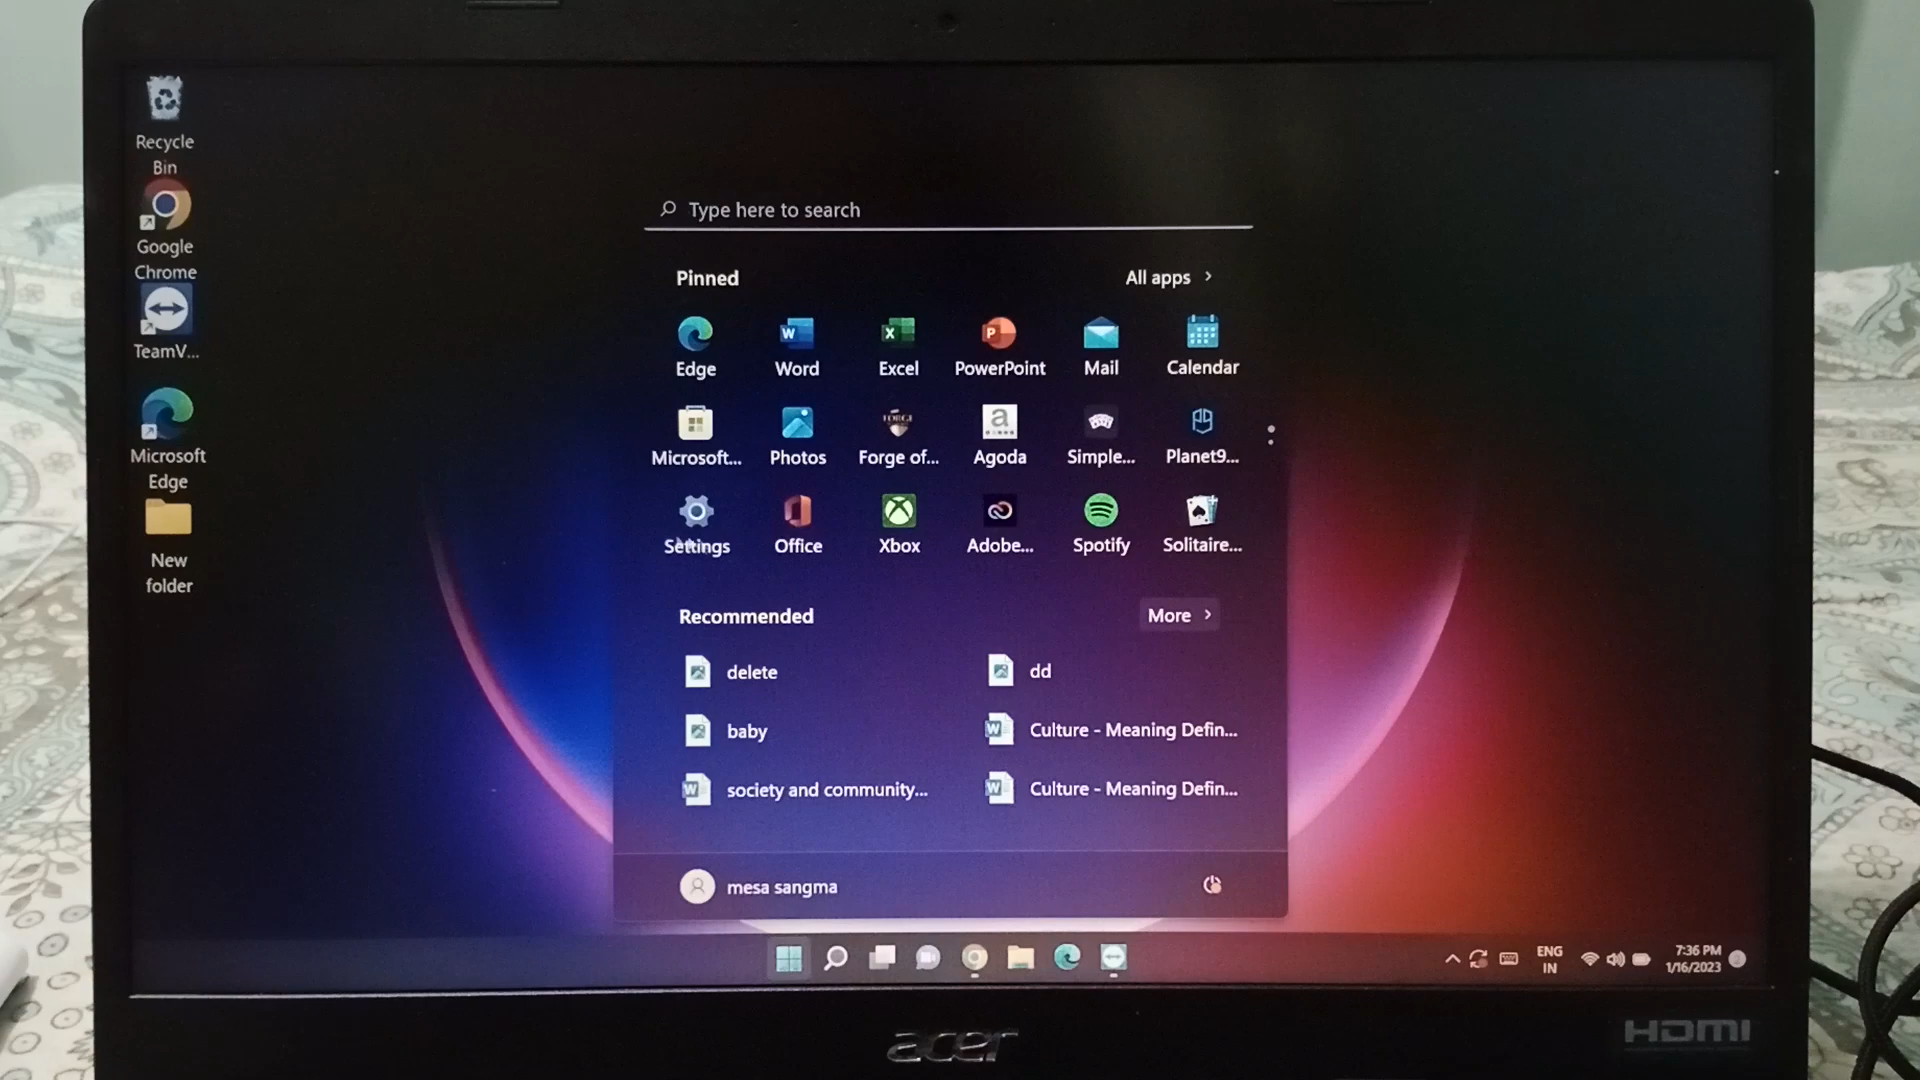 Recycle
Bin
Google
Chrome
TeamV...
Microsoft
Edge
New
folder
Type here to search
Pinned
All apps >
Edge
Word
Excel
PowerPoint
Mail
Calendar
Microsoft...
Photos
Forge of...
Agoda
Simple...
Planet9...
Settings
Office
Xbox
Adobe...
Spotify
Solitaire...
Recommended
More >
delete
dd
baby
Culture - Meaning Defin...
society and community...
Culture - Meaning Defin...
mesa sangma
ENG
IN
7:36 PM
1/16/2023
acer
HDMI